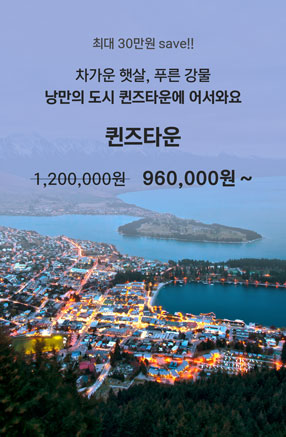 최대 30만원 save!!
차가운 햇살, 푸른 강물
낭만의 도시 퀸즈타운에 어서와요
퀸즈타운
1,200,000원 960,000원 ~